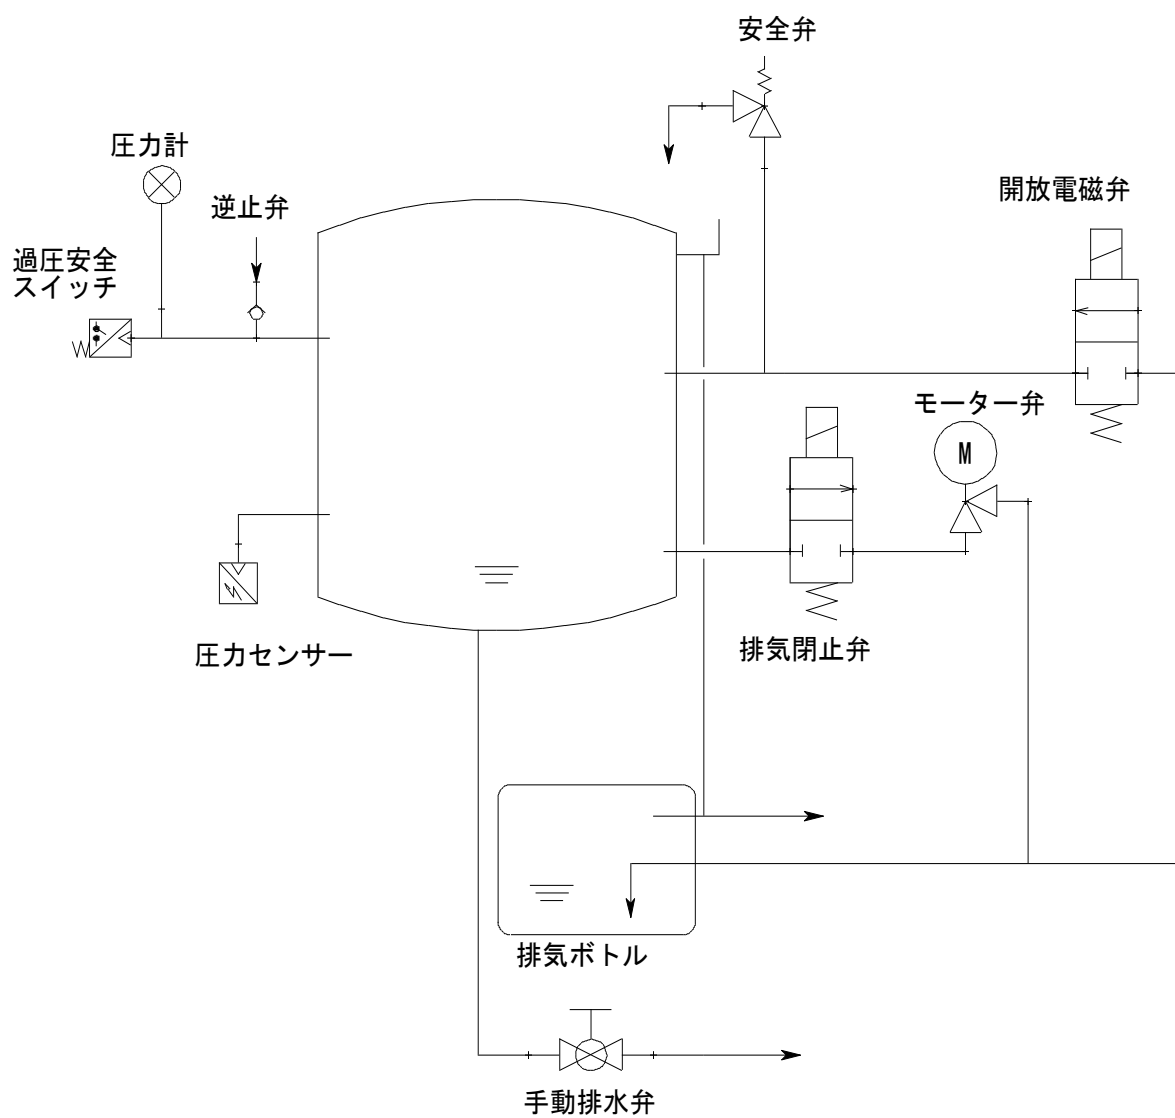 安全弁
圧力計
開放電磁弁
逆止弁
過圧安全
スイッチ
モーター弁
M
排気閉止弁
圧力センサー
排気ボトル
手動排水弁